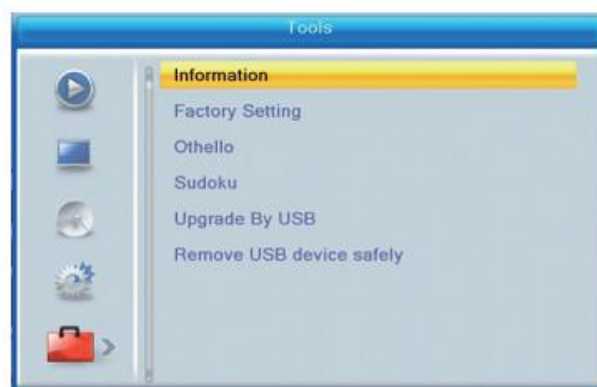 Tools
Information
Factory Setting
Othello
Sudoku
Upgrade By USB
Remove USB device safely